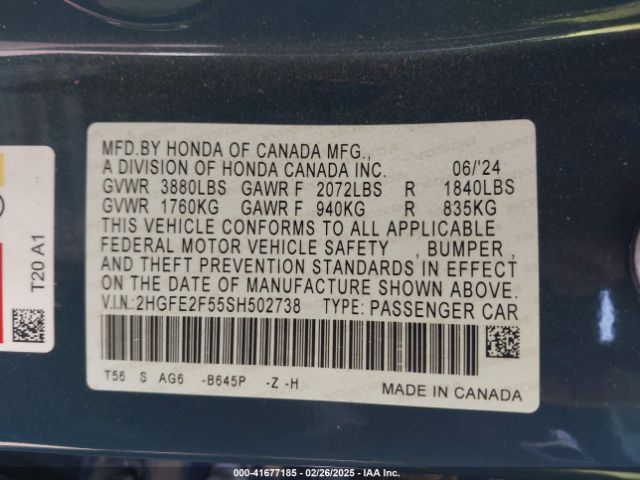 MFD.BY HONDA OF CANADA MFG.,
A DIVISION OF HONDA CANADA INC. 06/'24
GVWR 3880LBS GAWR F 2072LBS R 1840LBS
GVWR 1760KG GAWR F 940KG R 835KG
THIS VEHICLE CONFORMS TO ALL APPLICABLE
FEDERAL MOTOR VEHICLE SAFETY , BUMPER ,
AND THEFT PREVENTION STANDARDS IN EFFECT
ON THE DATE OF MANUFACTURE SHOWN ABOVE.
V.I.N.:2HGFE2F55SH502738 TYPE:PASSENGER CAR
T56 S AG6 -B645P -Z -H
MADE IN CANADA
T20 A1
000-41677185 | 02/26/2025 - IAA Inc.